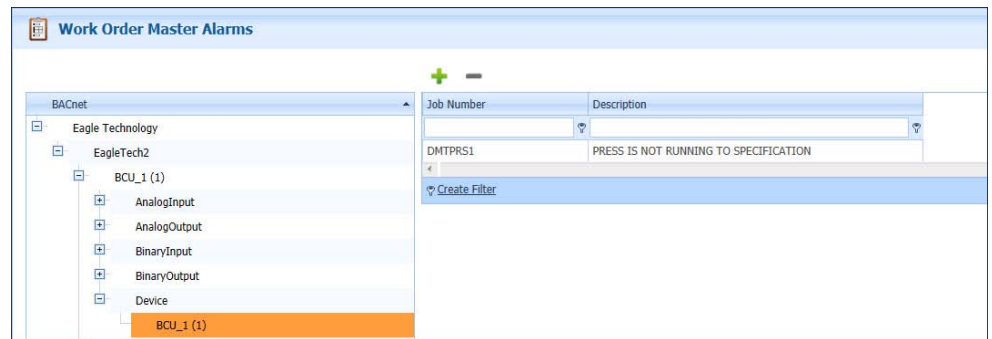 Work Order Master Alarms
BACnet
Eagle Technology
EagleTech2
BCU_1 (1)
AnalogInput
AnalogOutput
BinaryInput
BinaryOutput
Device
BCU_1 (1)
Job Number Description
DMTPRS1 PRESS IS NOT RUNNING TO SPECIFICATION
Create Filter